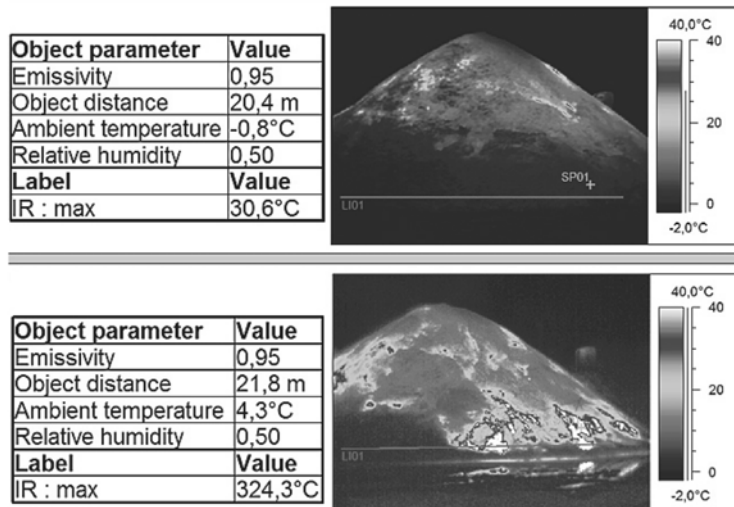 Object parameter Value
Emissivity 0,95
Object distance 20,4 m
Ambient temperature -0,8°C
Relative humidity 0,50
Label Value
IR : max 30,6°C
SP01
LI01
40,0°C
40
20
0
-2,0°C
Object parameter Value
Emissivity 0,95
Object distance 21,8 m
Ambient temperature 4,3°C
Relative humidity 0,50
Label Value
IR : max 324,3°C
LI01
40,0°C
40
20
0
-2,0°C